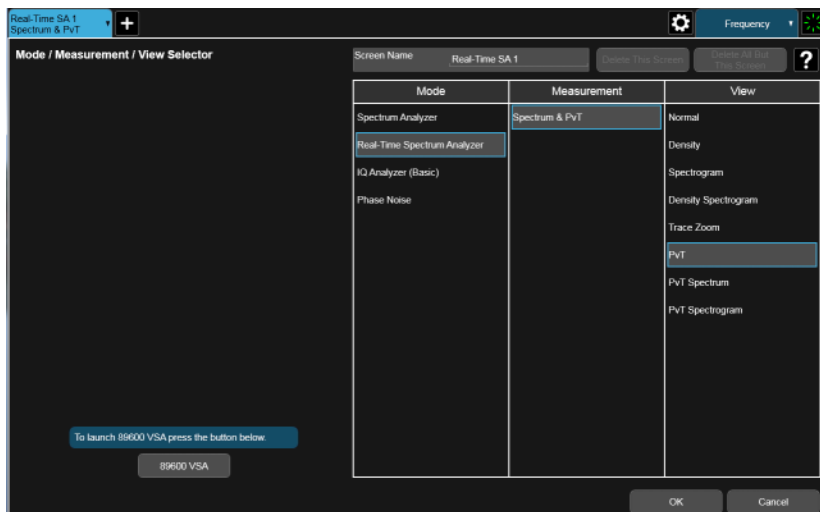 Real-Time SA 1
Spectrum & PvT
+
Frequency
Mode / Measurement / View Selector
Screen Name
Real-Time SA 1
Delete This Screen
Delete All But
This Screen
?
Mode
Measurement
View
Spectrum Analyzer
Spectrum & PvT
Normal
Real-Time Spectrum Analyzer
Density
IQ Analyzer (Basic)
Spectrogram
Phase Noise
Density Spectrogram
Trace Zoom
PvT
PvT Spectrum
PvT Spectrogram
To launch 89600 VSA press the button below.
89600 VSA
OK
Cancel